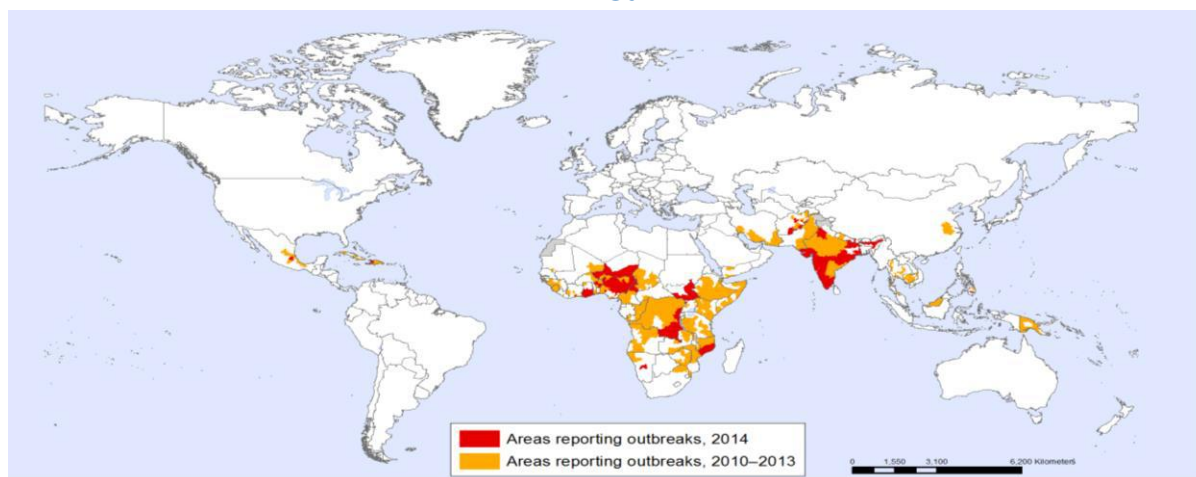 Areas reporting outbreaks, 2014
Areas reporting outbreaks, 2010–2013
0 1,550 3,100 6,200 Kilometers